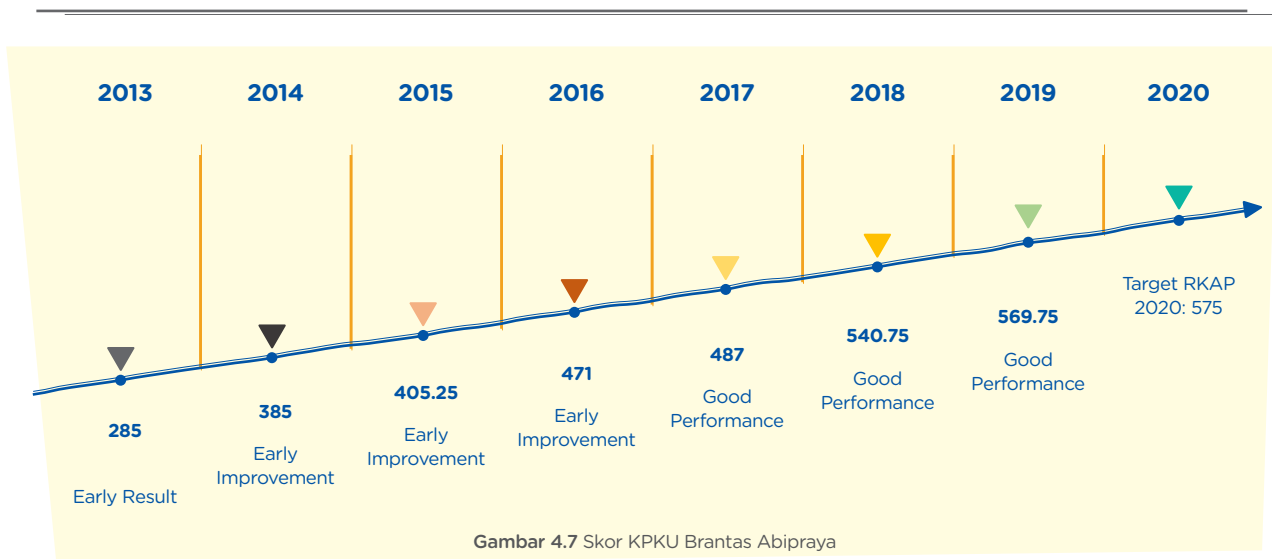 2013
2014
2015
2016
2017
2018
2019
2020
285
Early Result
385
Early
Improvement
405.25
Early
Improvement
471
Early
Improvement
487
Good
Performance
540.75
Good
Performance
569.75
Good
Performance
Target RKAP
2020: 575
Gambar 4.7 Skor KPKU Brantas Abipraya